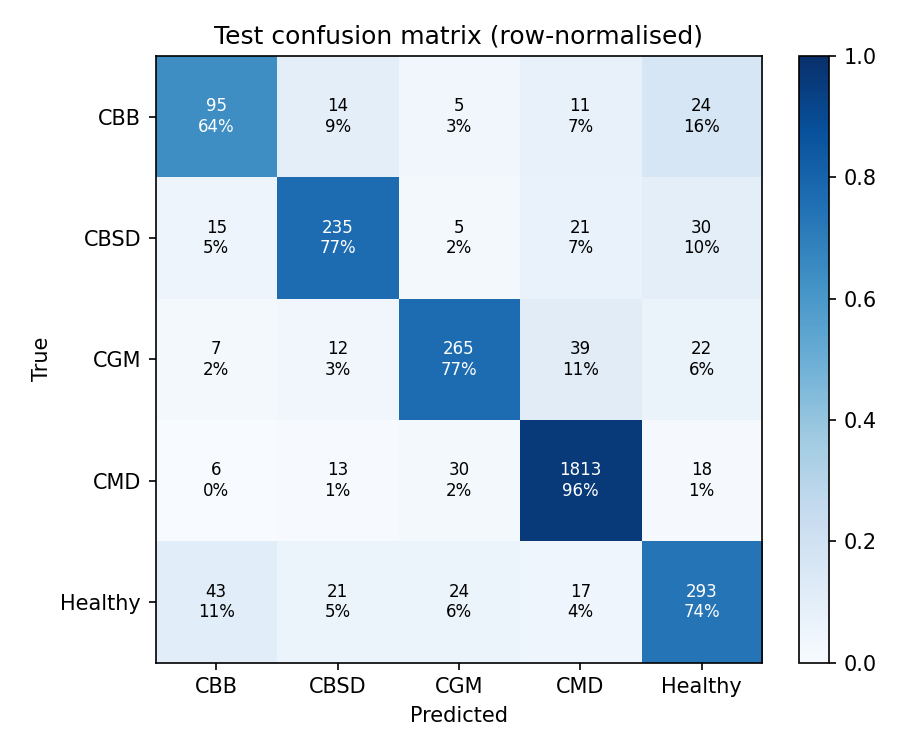 Test confusion matrix (row-normalised)
True
CBB
95 14 5 11 24
64% 9% 3% 7% 16%
CBSD
15 235 5 21 30
5% 77% 2% 7% 10%
CGM
7 12 265 39 22
2% 3% 77% 11% 6%
CMD
6 13 30 1813 18
0% 1% 2% 96% 1%
Healthy
43 21 24 17 293
11% 5% 6% 4% 74%
CBB CBSD CGM CMD Healthy
Predicted
1.0
0.8
0.6
0.4
0.2
0.0